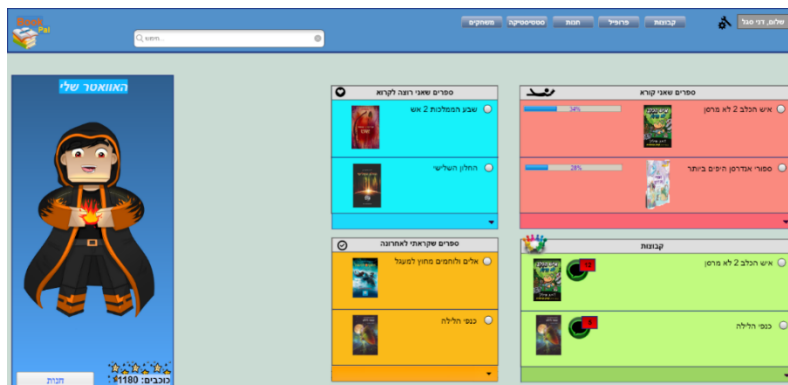 Book
Pat
שלום, דני סגל
קבוצות
פרופיל
חנות
סטטיסטיקה
משחקים
האוואטר שלי
ספרים שאני קורא
איש הכלב 2 לא מרסן
34%
ספורי אנדרסן היפים ביותר
28%
ספרים שאני רוצה לקרוא
שבע הממלכות 2 אש
החלון השלישי
קבוצות
איש הכלב 2 לא מרסן
כנפי הלילה
ספרים שקראתי לאחרונה
אלים ולוחמים מחוץ למעגל
כנפי הלילה
כוכבים: 1180
חנות